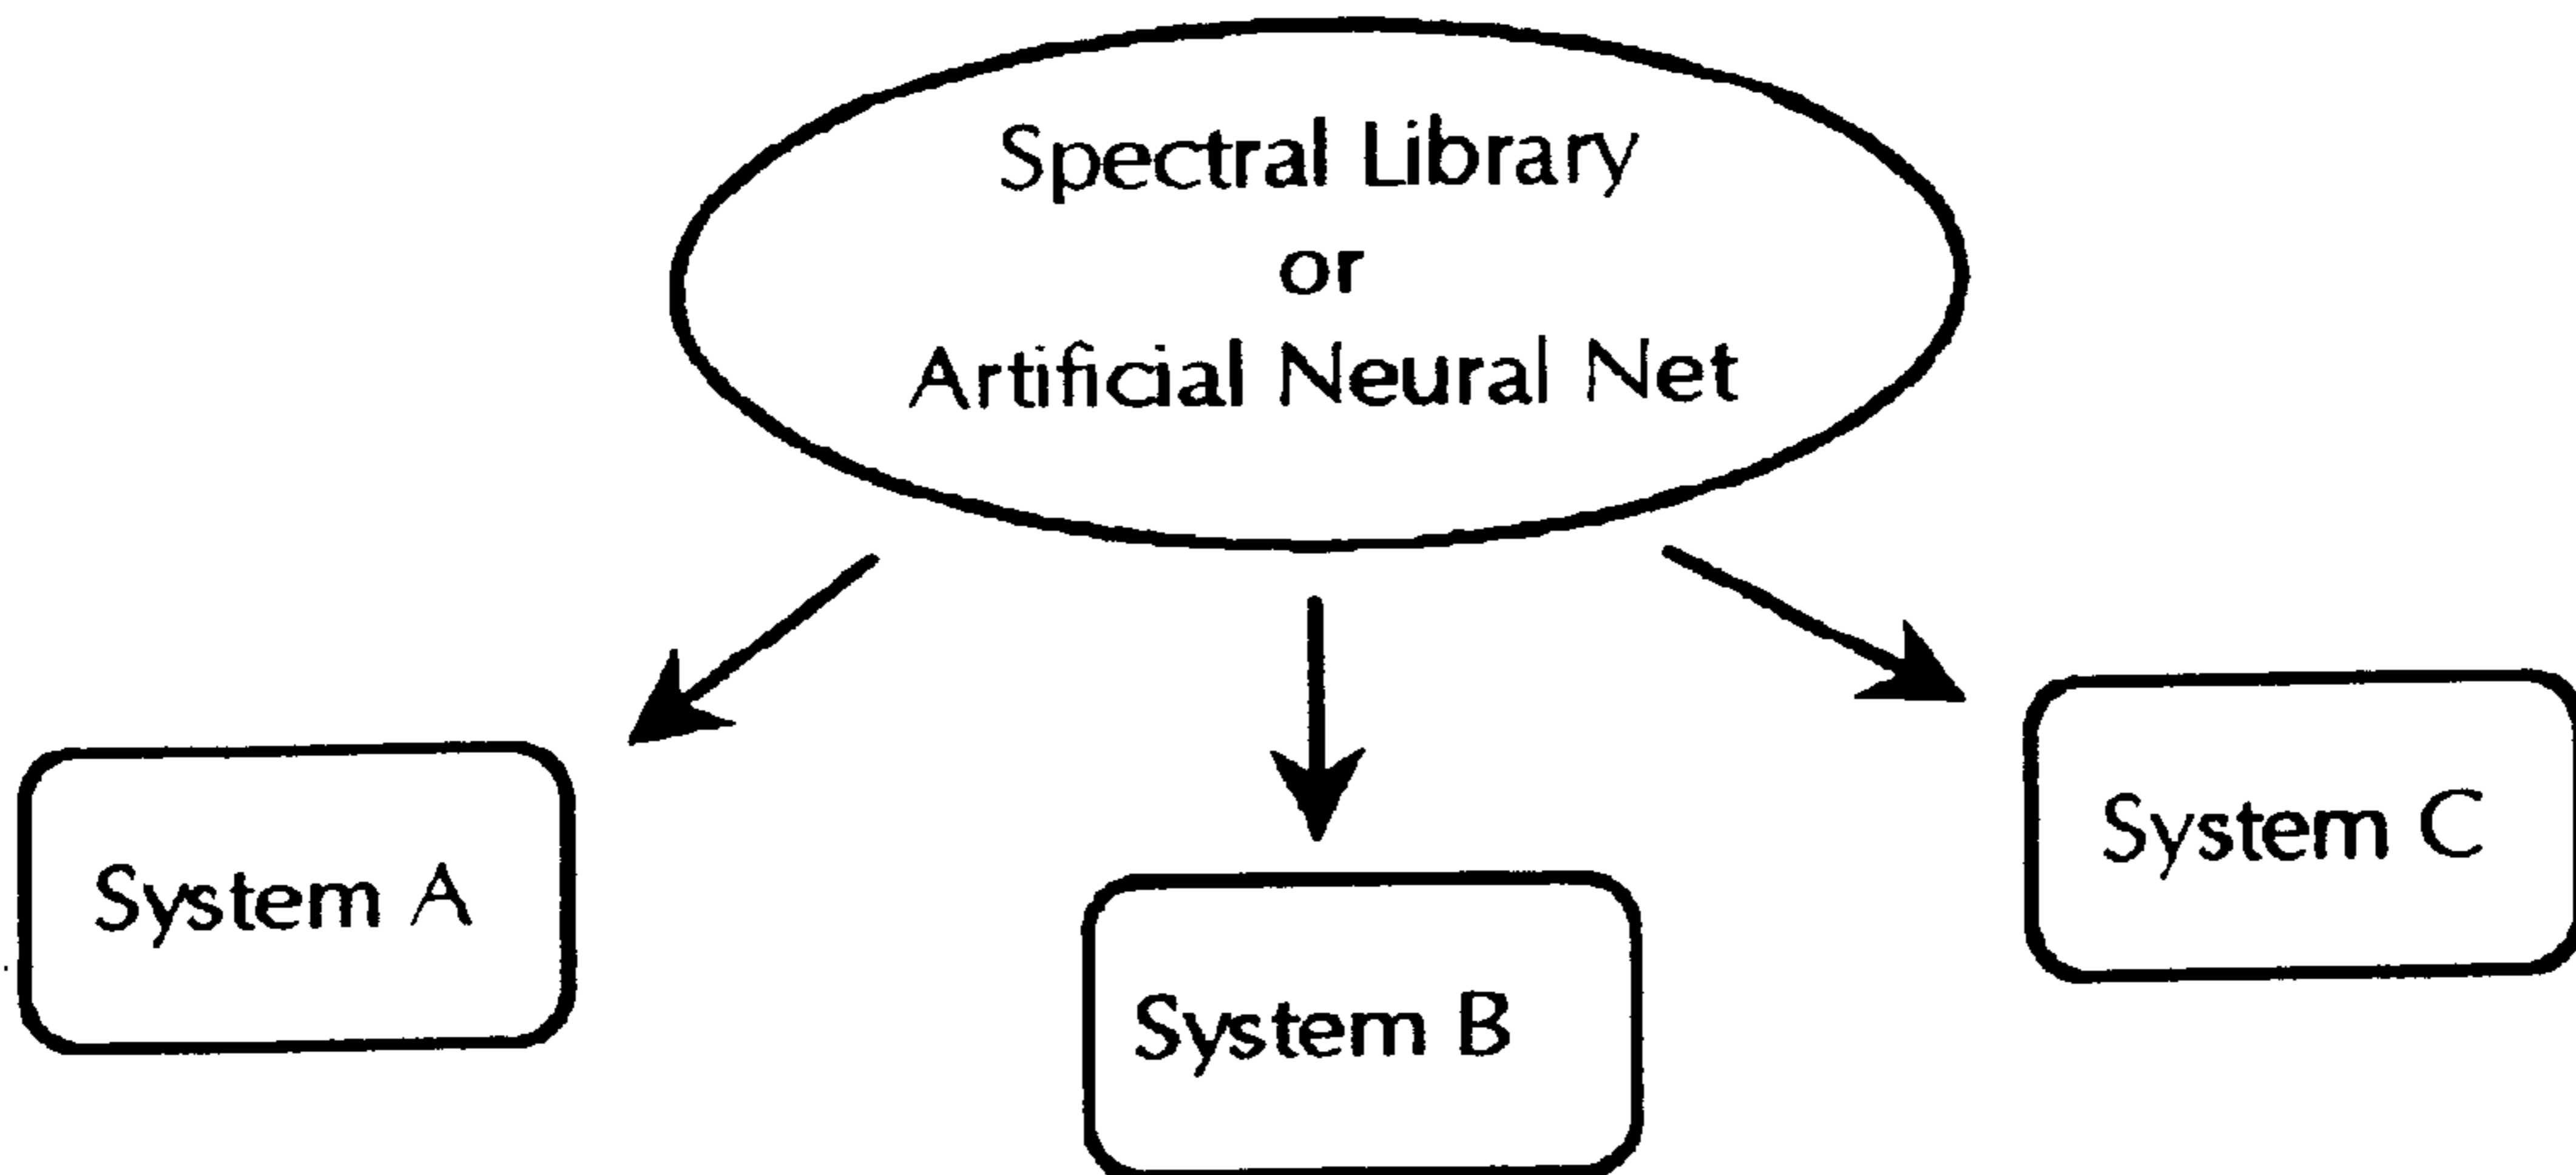 Spectral Library
or
Artificial Neural Net
System A
System B
System C